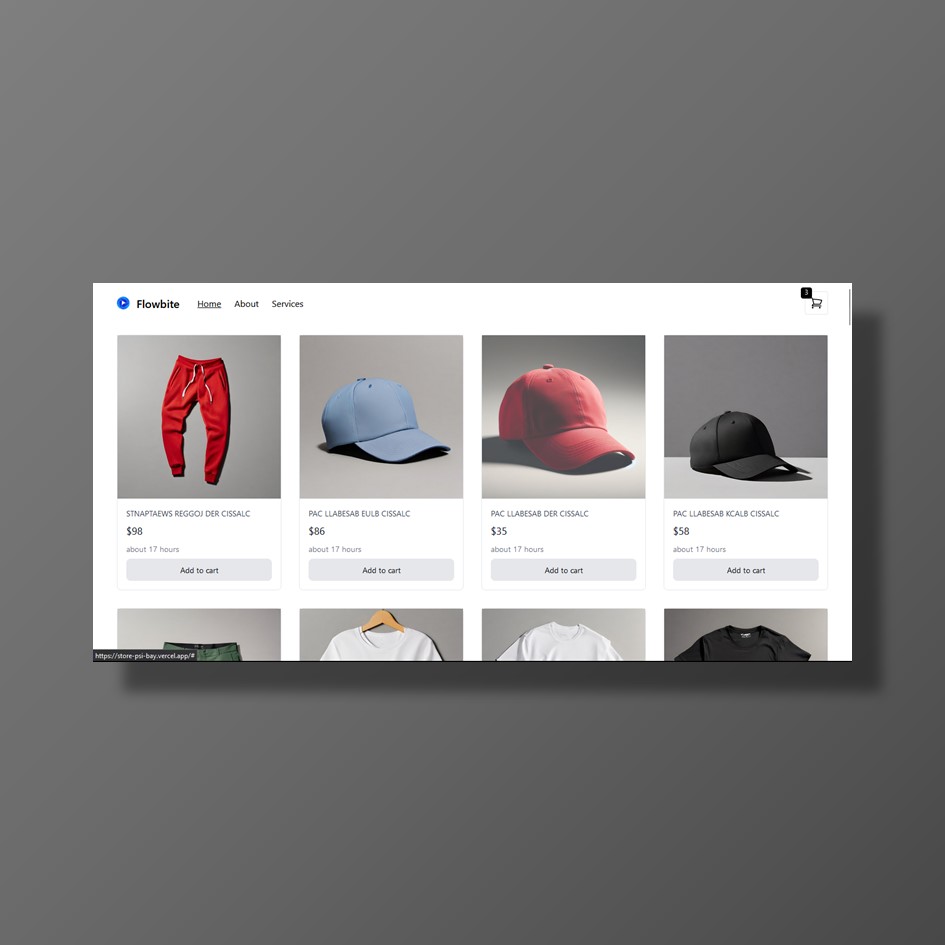 Flowbite Home About Services 3
STNAPTAEWS REGGOJ DER CISSALC
$98
about 17 hours
Add to cart
PAC LLABESAB EULB CISSALC
$86
about 17 hours
Add to cart
PAC LLABESAB DER CISSALC
$35
about 17 hours
Add to cart
PAC LLABESAB KCALB CISSALC
$58
about 17 hours
Add to cart
https://store-psi-bay.vercel.app/#